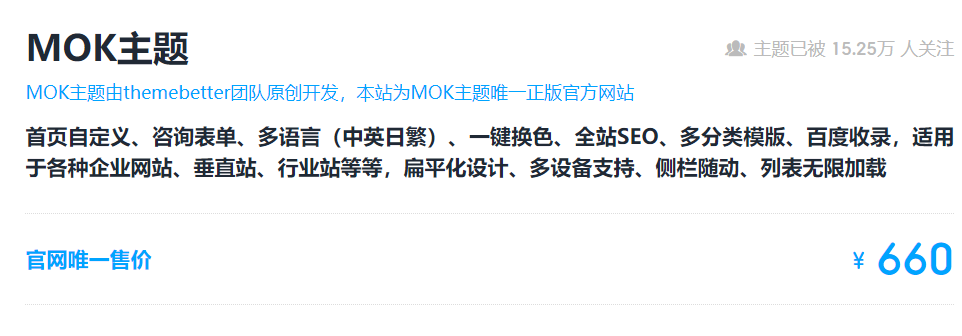 MOK主题
主题已被 15.25万 人关注
MOK主题由themebetter团队原创开发，本站为MOK主题唯一正版官方网站
首页自定义、咨询表单、多语言（中英日繁）、一键换色、全站SEO、多分类模版、百度收录，适用
于各种企业网站、垂直站、行业站等等，扁平化设计、多设备支持、侧栏随动、列表无限加载
官网唯一售价
¥ 660